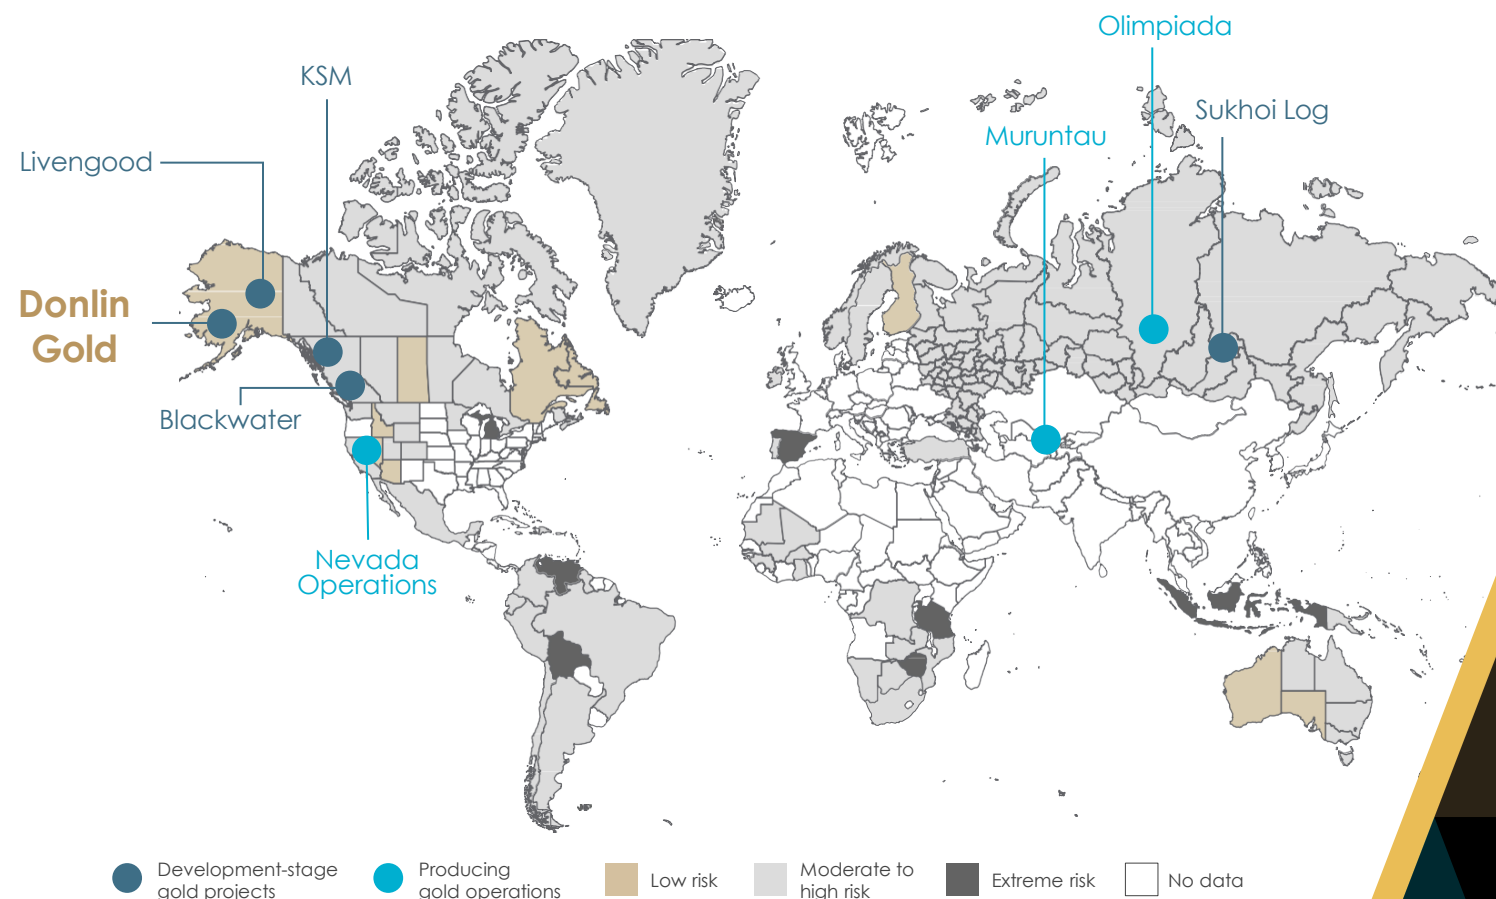 Olimpiada
KSM
Sukhoi Log
Muruntau
Livengood
Donlin
Gold
Blackwater
Nevada
Operations
Development-stage
gold projects
Producing
gold operations
Low risk
Moderate to
high risk
Extreme risk
No data